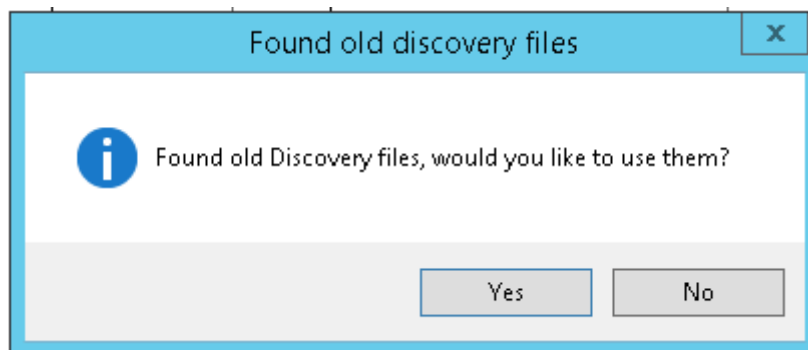 Found old discovery files
x
Found old Discovery files, would you like to use them?
Yes
No